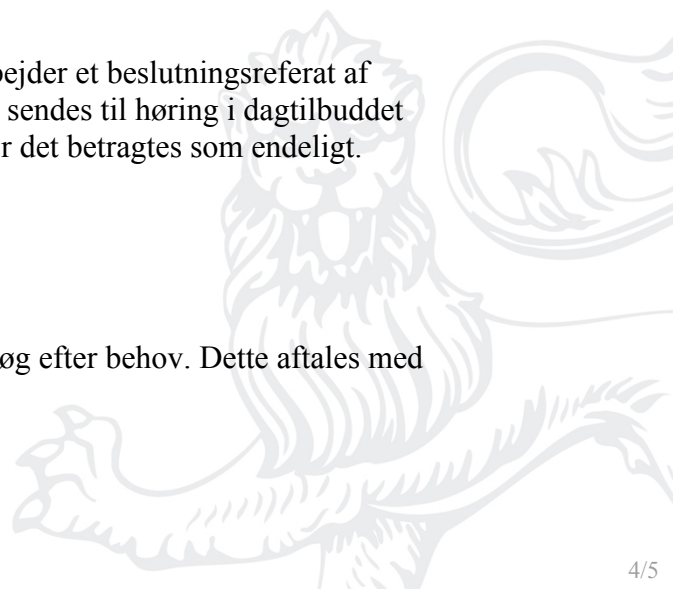 ejder et beslutningsreferat af
sendes til høring i dagtilbuddet
r det betragtes som endeligt.
øg efter behov. Dette aftales med
4/5